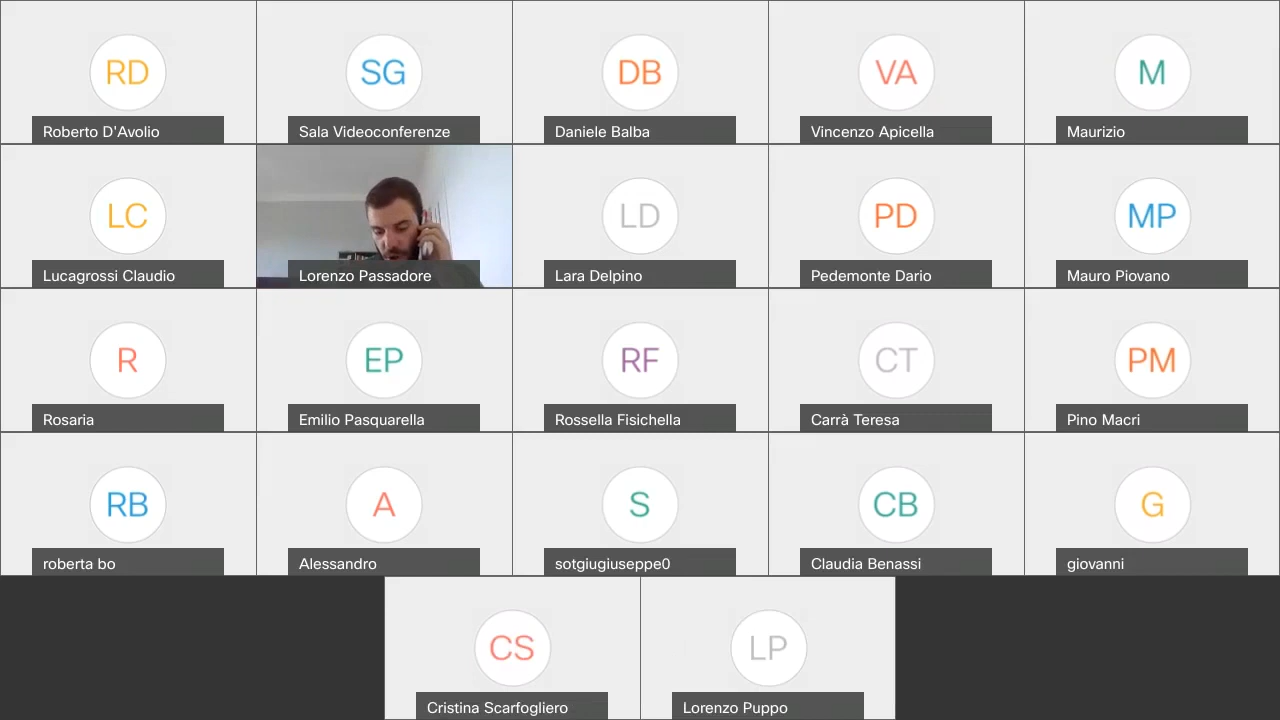 RD
SG
DB
VA
M
Roberto D'Avolio
Sala Videoconferenze
Daniele Balba
Vincenzo Apicella
Maurizio
LC
LD
PD
MP
Lucagrossi Claudio
Lorenzo Passadore
Lara Delpino
Pedemonte Dario
Mauro Piovano
R
EP
RF
CT
PM
Rosaria
Emilio Pasquarella
Rossella Fisichella
Carrà Teresa
Pino Macri
RB
A
S
CB
G
roberta bo
Alessandro
sotgiugiuseppe0
Claudia Benassi
giovanni
CS
LP
Cristina Scarfogliero
Lorenzo Puppo